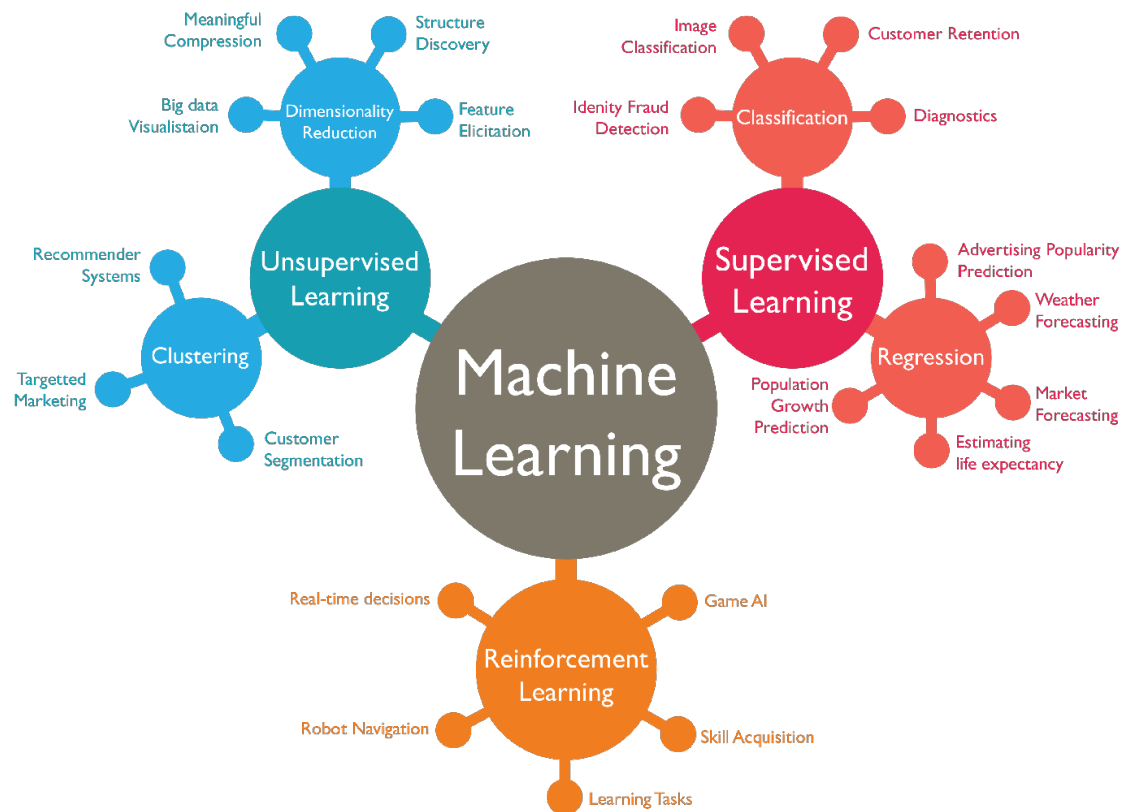 Meaningful
Compression
Structure
Discovery
Big data
Visualistaion
Dimensionality
Reduction
Feature
Elicitation
Image
Classification
Customer Retention
Idenity Fraud
Detection
Classification
Diagnostics
Unsupervised
Learning
Supervised
Learning
Recommender
Systems
Clustering
Targetted
Marketing
Customer
Segmentation
Machine
Learning
Advertising Popularity
Prediction
Weather
Forecasting
Regression
Population
Growth
Prediction
Market
Forecasting
Estimating
life expectancy
Real-time decisions
Game AI
Reinforcement
Learning
Robot Navigation
Skill Acquisition
Learning Tasks